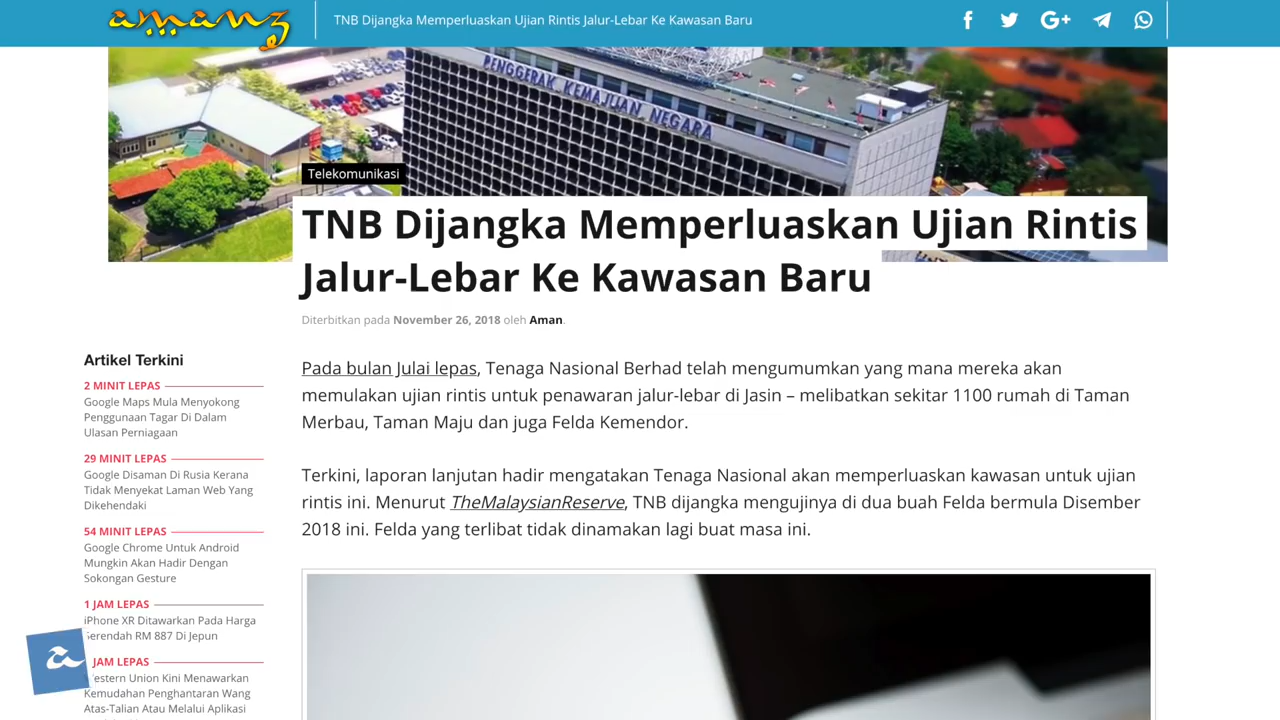 amanz
TNB Dijangka Memperluaskan Ujian Rintis Jalur-Lebar Ke Kawasan Baru
PENGGERAK KEMAJUAN NEGARA
Telekomunikasi
TNB Dijangka Memperluaskan Ujian Rintis
Jalur-Lebar Ke Kawasan Baru
Diterbitkan pada November 26, 2018 oleh Aman.
Pada bulan Julai lepas, Tenaga Nasional Berhad telah mengumumkan yang mana mereka akan
memulakan ujian rintis untuk penawaran jalur-lebar di Jasin – melibatkan sekitar 1100 rumah di Taman
Merbau, Taman Maju dan juga Felda Kemendor.
Terkini, laporan lanjutan hadir mengatakan Tenaga Nasional akan memperluaskan kawasan untuk ujian
rintis ini. Menurut TheMalaysianReserve, TNB dijangka mengujinya di dua buah Felda bermula Disember
2018 ini. Felda yang terlibat tidak dinamakan lagi buat masa ini.
Artikel Terkini
2 MINIT LEPAS
Google Maps Mula Menyokong
Penggunaan Tagar Di Dalam
Ulasan Perniagaan
29 MINIT LEPAS
Google Disaman Di Rusia Kerana
Tidak Menyekat Laman Web Yang
Dikehendaki
54 MINIT LEPAS
Google Chrome Untuk Android
Mungkin Akan Hadir Dengan
Sokongan Gesture
1 JAM LEPAS
iPhone XR Ditawarkan Pada Harga
Serendah RM 887 Di Jepun
JAM LEPAS
Western Union Kini Menawarkan
Kemudahan Penghantaran Wang
Atas-Talian Atau Melalui Aplikasi
a